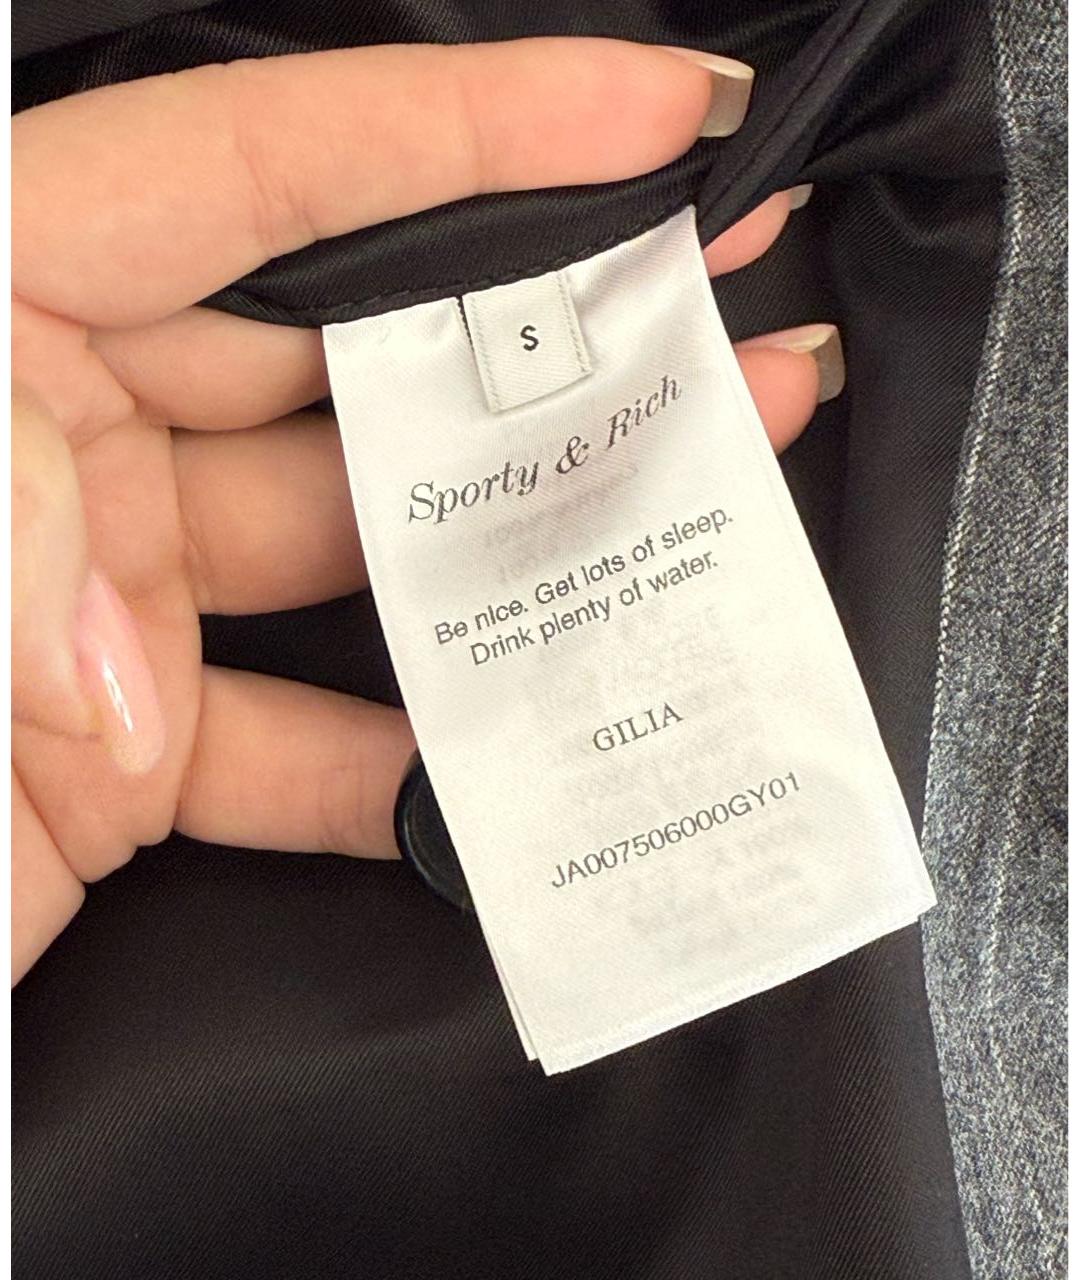 S
Sporty & Rich
Be nice. Get lots of sleep.
Drink plenty of water.
GILIA
JA007506000GY01